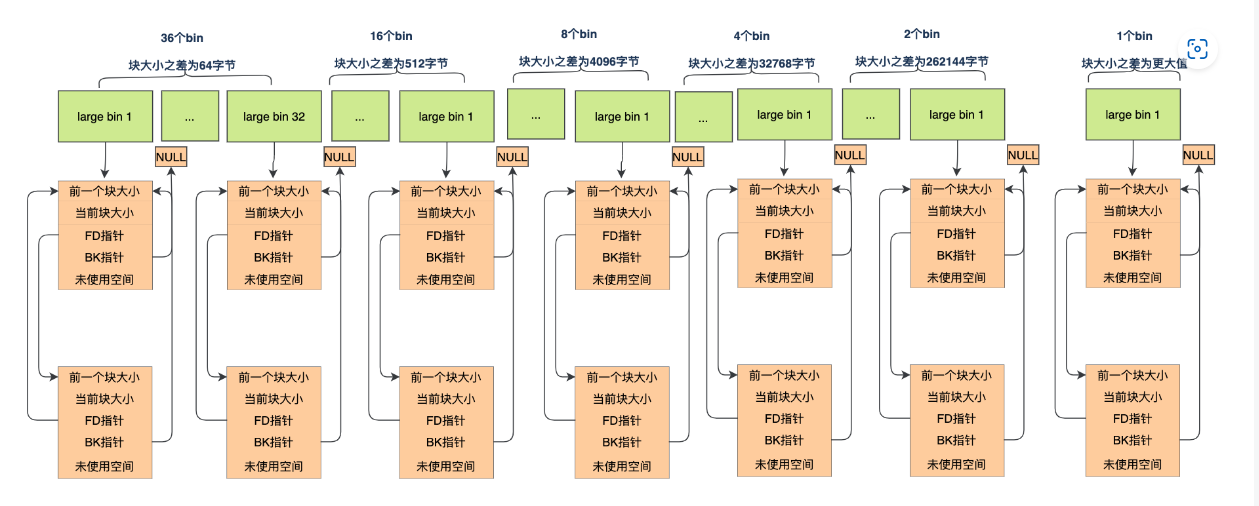 36个bin
16个bin
8个bin
4个bin
2个bin
1个bin
块大小之差为64字节
块大小之差为512字节
块大小之差为4096字节
块大小之差为32768字节
块大小之差为262144字节
块大小之差为更大值
large bin 1
...
large bin 32
...
large bin 1
...
large bin 1
...
large bin 1
...
large bin 1
large bin 1
NULL
NULL
NULL
NULL
NULL
NULL
NULL
前一个块大小
当前块大小
FD指针
BK指针
未使用空间
前一个块大小
当前块大小
FD指针
BK指针
未使用空间
前一个块大小
当前块大小
FD指针
BK指针
未使用空间
前一个块大小
当前块大小
FD指针
BK指针
未使用空间
前一个块大小
当前块大小
FD指针
BK指针
未使用空间
前一个块大小
当前块大小
FD指针
BK指针
未使用空间
前一个块大小
当前块大小
FD指针
BK指针
未使用空间
前一个块大小
当前块大小
FD指针
BK指针
未使用空间
前一个块大小
当前块大小
FD指针
BK指针
未使用空间
前一个块大小
当前块大小
FD指针
BK指针
未使用空间
前一个块大小
当前块大小
FD指针
BK指针
未使用空间
前一个块大小
当前块大小
FD指针
BK指针
未使用空间
前一个块大小
当前块大小
FD指针
BK指针
未使用空间
前一个块大小
当前块大小
FD指针
BK指针
未使用空间